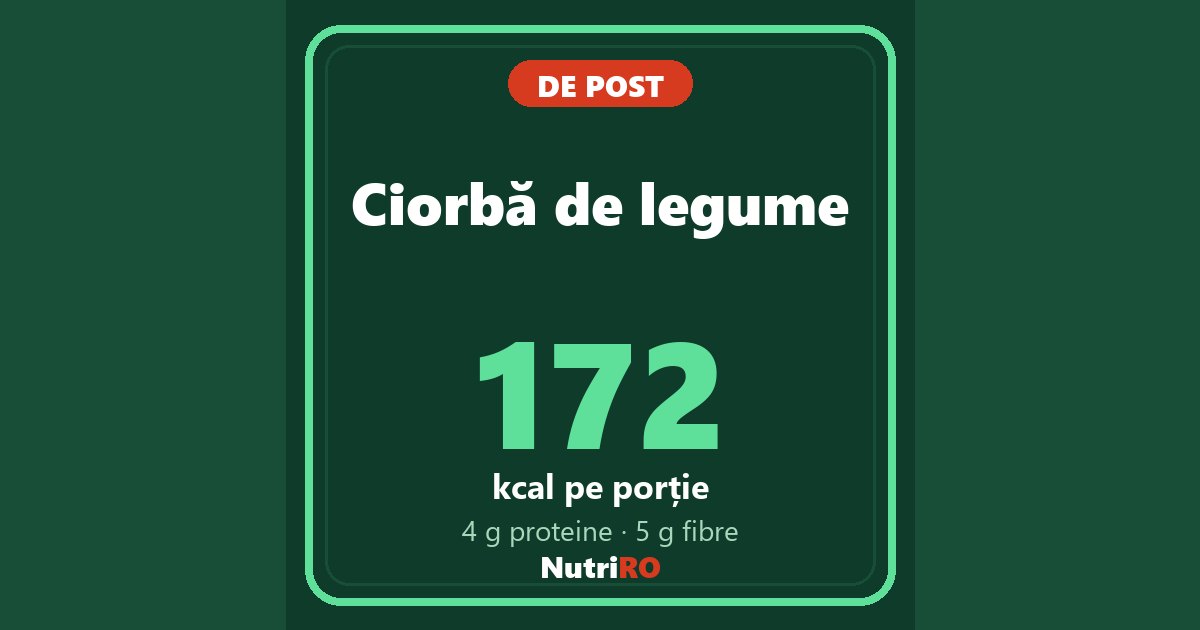 DE POST
Ciorbă de legume
172
kcal pe porție
4 g proteine · 5 g fibre
NutriRO